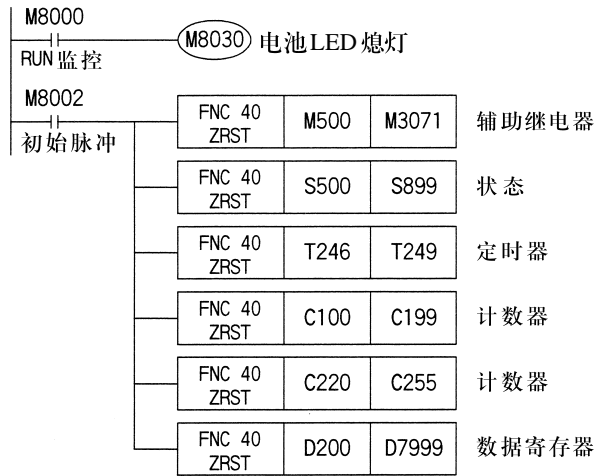 M8000
RUN监控
M8030 电池LED熄灯
M8002
初始脉冲
FNC 40 ZRST M500 M3071 辅助继电器
FNC 40 ZRST S500 S899 状态
FNC 40 ZRST T246 T249 定时器
FNC 40 ZRST C100 C199 计数器
FNC 40 ZRST C220 C255 计数器
FNC 40 ZRST D200 D7999 数据寄存器